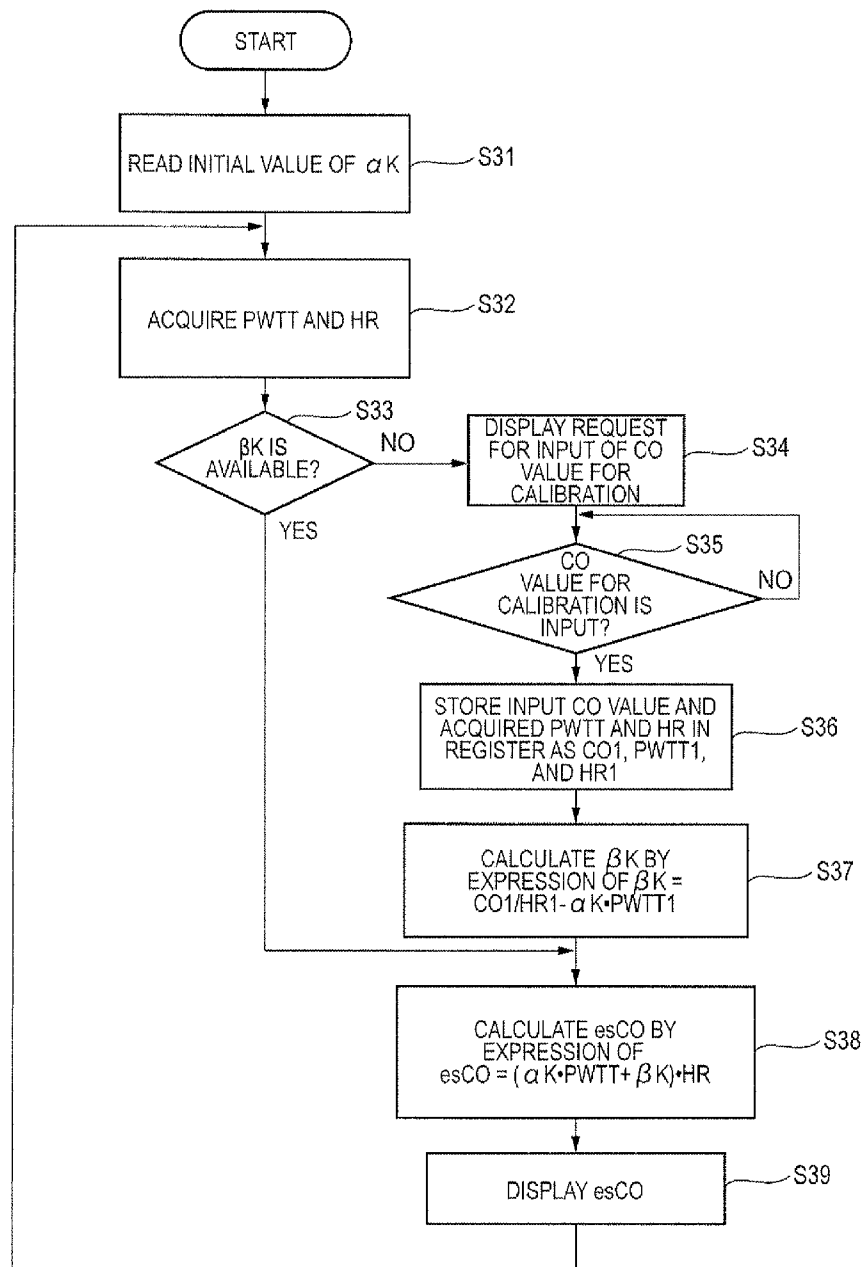 START
READ INITIAL VALUE OF αK
S31
ACQUIRE PWTT AND HR
S32
S33
βK IS
AVAILABLE?
NO
YES
DISPLAY REQUEST
FOR INPUT OF CO
VALUE FOR
CALIBRATION
S34
S35
CO
VALUE FOR
CALIBRATION IS
INPUT?
NO
YES
STORE INPUT CO VALUE AND
ACQUIRED PWTT AND HR IN
REGISTER AS CO1, PWTT1,
AND HR1
S36
CALCULATE βK BY
EXPRESSION OF βK =
CO1/HR1-αK•PWTT1
S37
CALCULATE esCO BY
EXPRESSION OF
esCO = (αK•PWTT+βK)•HR
S38
DISPLAY esCO
S39